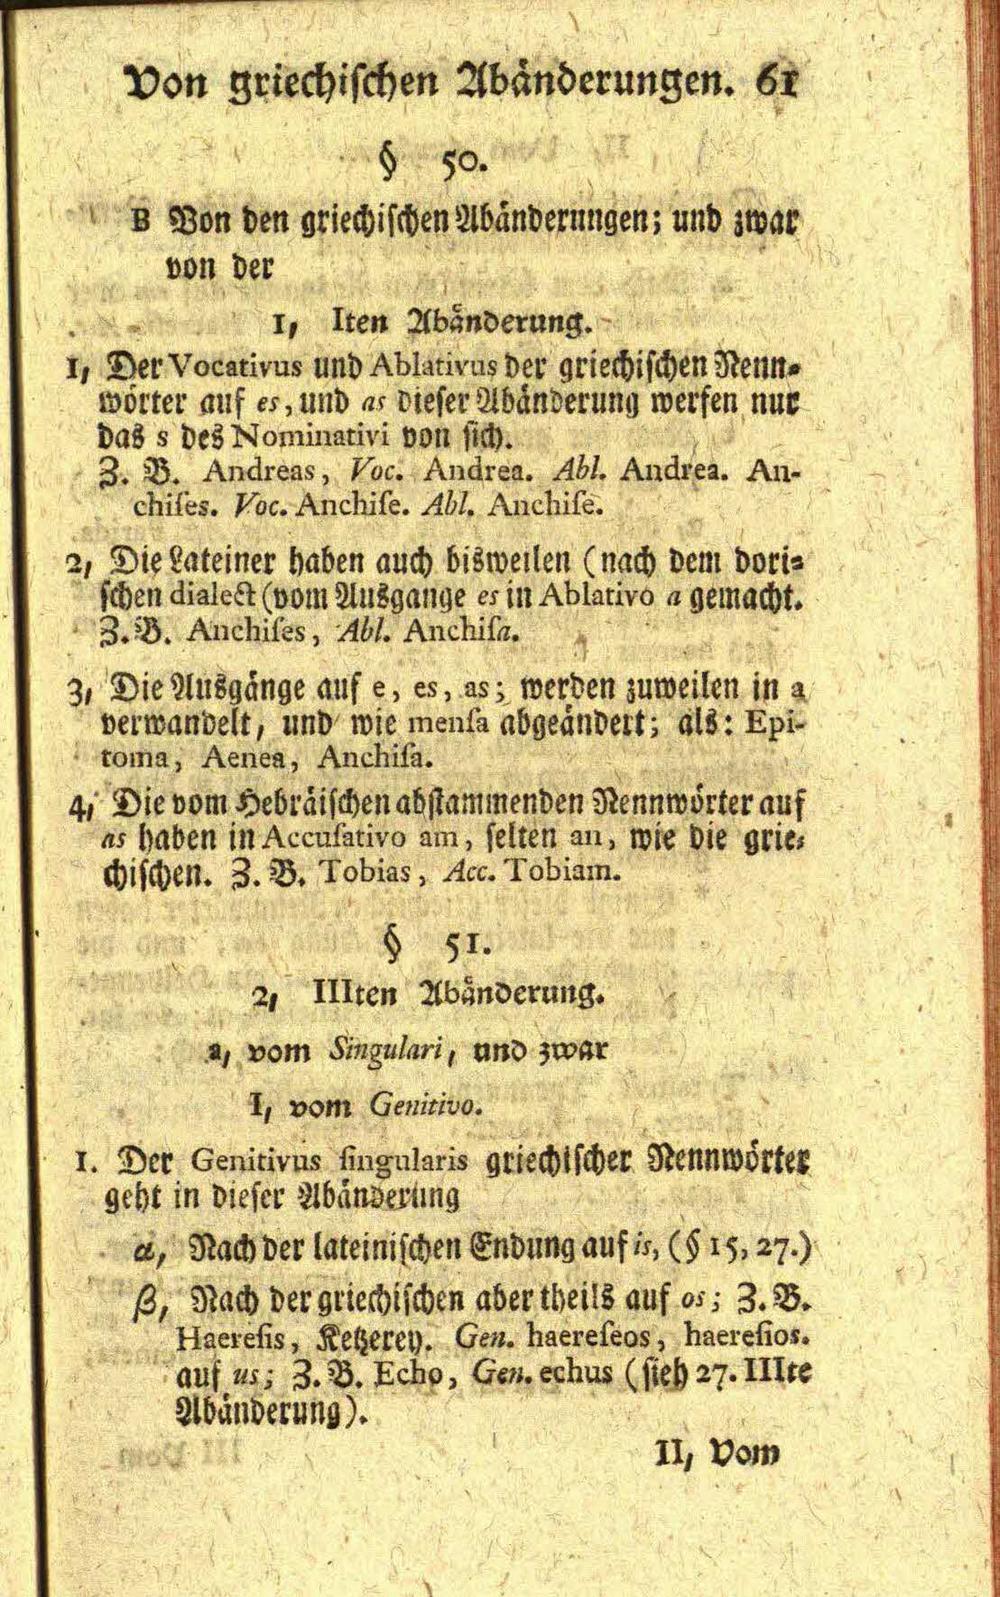 Von griechiſchen Abänderungen. 61
§ 50.
B Von den griechiſchen Abänderungen; und zwar
von der
1, Iten Abänderung.
1, Der Vocativus und Ablativus der griechiſchen Nenn-
wörter auf es, und as dieſer Abänderung werfen nur
das s des Nominativi von ſich.
Z. B. Andreas, Voc. Andrea. Abl. Andrea. An-
chiſes. Voc. Anchiſe. Abl. Anchiſe.
2, Die Lateiner haben auch bisweilen (nach dem dori-
ſchen dialect (vom Ausgange es in Ablativo a gemacht.
Z. B. Anchiſes, Abl. Anchiſa.
3, Die Ausgänge auf e, es, as; werden zuweilen in a
verwandelt, und wie menſa abgeändert; als: Epi-
toma, Aenea, Anchiſa.
4, Die vom Hebräiſchen abſtammenden Nennwörter auf
as haben in Accuſativo am, ſelten an, wie die grie-
chiſchen. Z. B. Tobias, Acc. Tobiam.
§ 51.
2, IIIten Abänderung.
a, vom Singulari, und zwar
I, vom Genitivo.
1. Der Genitivus ſingularis griechiſcher Nennwörter
geht in dieſer Abänderung
α, Nach der lateiniſchen Endung auf is, (§ 15, 27.)
β, Nach der griechiſchen aber theils auf os; Z. B.
Haereſis, Ketzerey. Gen. haereſeos, haereſios.
auf us; Z. B. Echo, Gen. echus (ſieh 27. IIIte
Abänderung).
II, Vom